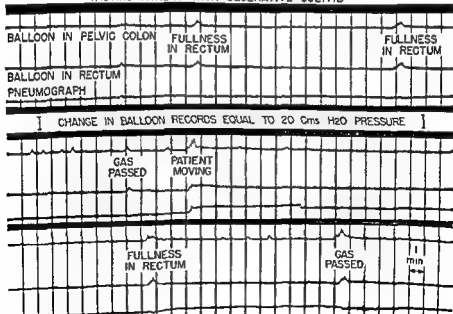 BALLOON IN PELVIC COLON
FULLNESS IN RECTUM
FULLNESS IN RECTUM
BALLOON IN RECTUM
PNEUMOGRAPH
I CHANGE IN BALLOON RECORDS EQUAL TO 20 Cms H2O PRESSURE I
GAS PASSED
PATIENT MOVING
FULLNESS IN RECTUM
GAS PASSED
1 min